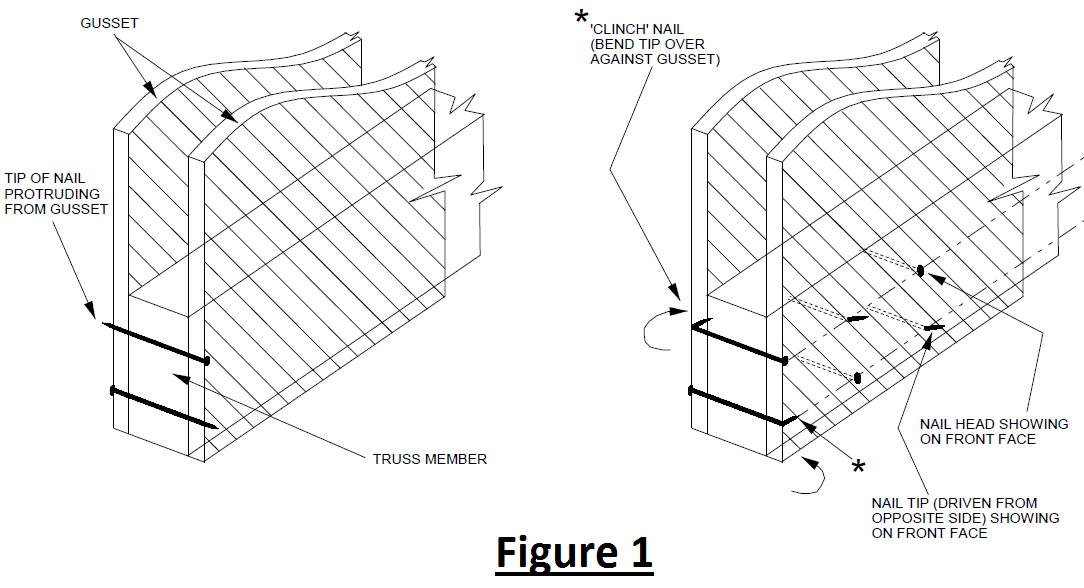 GUSSET
TIP OF NAIL
PROTRUDING
FROM GUSSET
TRUSS MEMBER
*'CLINCH' NAIL
(BEND TIP OVER
AGAINST GUSSET)
*
NAIL HEAD SHOWING
ON FRONT FACE
NAIL TIP (DRIVEN FROM
OPPOSITE SIDE) SHOWING
ON FRONT FACE
Figure 1